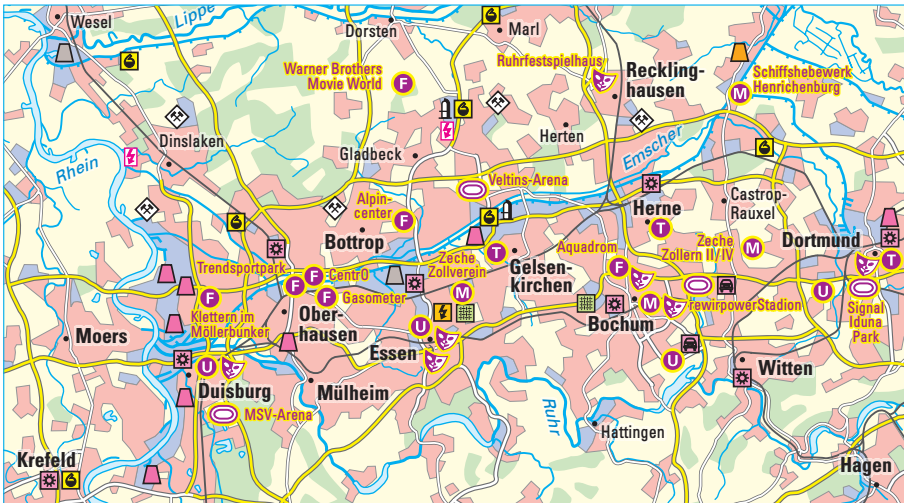 Wesel
Lippe
Dorsten
Marl
Warner Brothers
Movie World
F
Ruhrfestspielhaus
Reckling-
hausen
Schiffshebewerk
Henrichenburg
M
Herten
Dinslaken
Rhein
Gladbeck
Emscher
Veltins-Arena
Alpin-
center
F
Bottrop
Herne
T
Castrop-
Rauxel
Zeche
Zollern II/IV
M
Dortmund
T
Aquadrom
F
Gelsen-
kirchen
T
Zeche
Zollverein
M
Trendsportpark
F
CentrO
F
F
Gasometer
F
Klettern im
Möllerbunker
Ober-
hausen
Moers
U
Essen
Bochum
M
rewirpowerStadion
U
Signal
Iduna
Park
U
Witten
U
Duisburg
Mülheim
MSV-Arena
Ruhr
Hattingen
Krefeld
Hagen